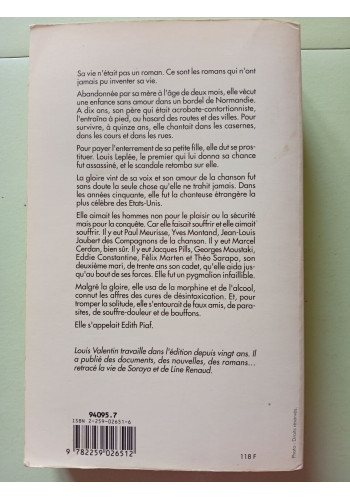 Sa vie n'était pas un roman. Ce sont les romans qui n'ont
jamais pu inventer sa vie.
Abandonnée par sa mère à l'âge de deux mois, elle vécut
une enfance sans amour dans un bordel de Normandie.
A dix ans, son père qui était acrobate-contortionniste,
l'entraîna à pied, au hasard des routes et des villes. Pour
survivre, à quinze ans, elle chantait dans les casernes,
dans les cours et dans les rues.
Pour payer l'enterrement de sa petite fille, elle dut se pros-
tituer. Louis Leplée, le premier qui lui donna sa chance
fut assassiné, et le scandale retomba sur elle.
La gloire vint de sa voix et son amour de la chanson fut
sans doute la seule chose qu'elle ne trahit jamais. Dans
les années cinquante, elle fut la chanteuse étrangère la
plus célèbre des Etats-Unis.
Elle aimait les hommes non pour le plaisir ou la sécurité
mais pour la conquête. Car elle faisait souffrir et elle aimait
souffrir. Il y eut Paul Meurisse, Yves Montand, Jean-Louis
Jaubert des Compagnons de la chanson. Il y eut Marcel
Cerdan, bien sûr. Il y eut Jacques Pills, Georges Moustaki,
Eddie Constantine, Félix Marten et Théo Sarapo, son
deuxième mari, de trente ans son cadet, qu'elle aida jus-
qu'au bout de ses forces. Elle fut un pygmalion infaillible.
Malgré la gloire, elle usa de la morphine et de l'alcool,
connut les affres des cures de désintoxication. Et, pour
tromper la solitude, elle s'entourait de faux amis, de para-
sites, de souffre-douleur et de bouffons.
Elle s'appelait Edith Piaf.
Louis Valentin travaille dans l'édition depuis vingt ans. Il
a publié des documents, des nouvelles, des romans...
retracé la vie de Soraya et de Line Renaud.
94095.7
ISBN 2-259-02651-6
9 782259 026512
118 F
Photo : Droits réservés.